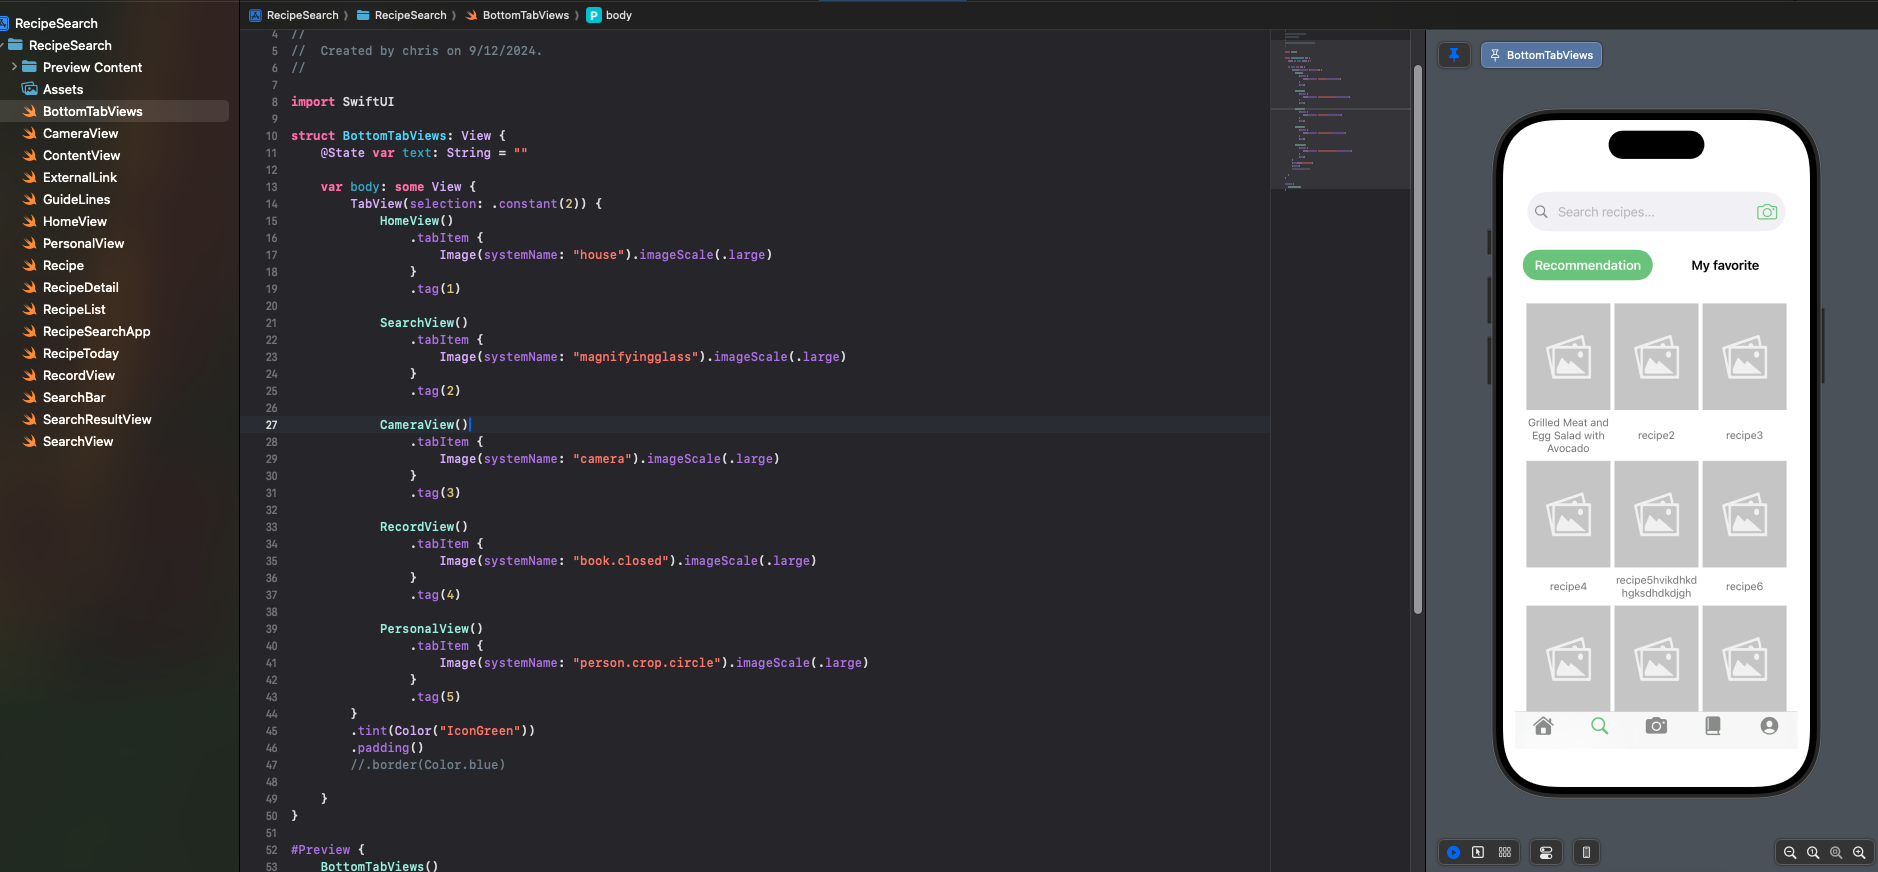 RecipeSearch
RecipeSearch
Preview Content
Assets
BottomTabViews
CameraView
ContentView
ExternalLink
GuideLines
HomeView
PersonalView
Recipe
RecipeDetail
RecipeList
RecipeSearchApp
RecipeToday
RecordView
SearchBar
SearchResultView
SearchView
RecipeSearch 〉 RecipeSearch 〉 BottomTabViews 〉 P body
4 //
5 //  Created by chris on 9/12/2024.
6 //
7
8 import SwiftUI
9
10 struct BottomTabViews: View {
11     @State var text: String = ""
12
13     var body: some View {
14         TabView(selection: .constant(2)) {
15             HomeView()
16                 .tabItem {
17                     Image(systemName: "house").imageScale(.large)
18                 }
19                 .tag(1)
20
21             SearchView()
22                 .tabItem {
23                     Image(systemName: "magnifyingglass").imageScale(.large)
24                 }
25                 .tag(2)
26
27             CameraView()
28                 .tabItem {
29                     Image(systemName: "camera").imageScale(.large)
30                 }
31                 .tag(3)
32
33             RecordView()
34                 .tabItem {
35                     Image(systemName: "book.closed").imageScale(.large)
36                 }
37                 .tag(4)
38
39             PersonalView()
40                 .tabItem {
41                     Image(systemName: "person.crop.circle").imageScale(.large)
42                 }
43                 .tag(5)
44         }
45         .tint(Color("IconGreen"))
46         .padding()
47         //.border(Color.blue)
48
49     }
50 }
51
52 #Preview {
53     BottomTabViews()
BottomTabViews
Search recipes...
Recommendation My favorite
Grilled Meat and
Egg Salad with
Avocado
recipe2
recipe3
recipe4
recipe5hvikdhkd
hgksdhdkdjgh
recipe6